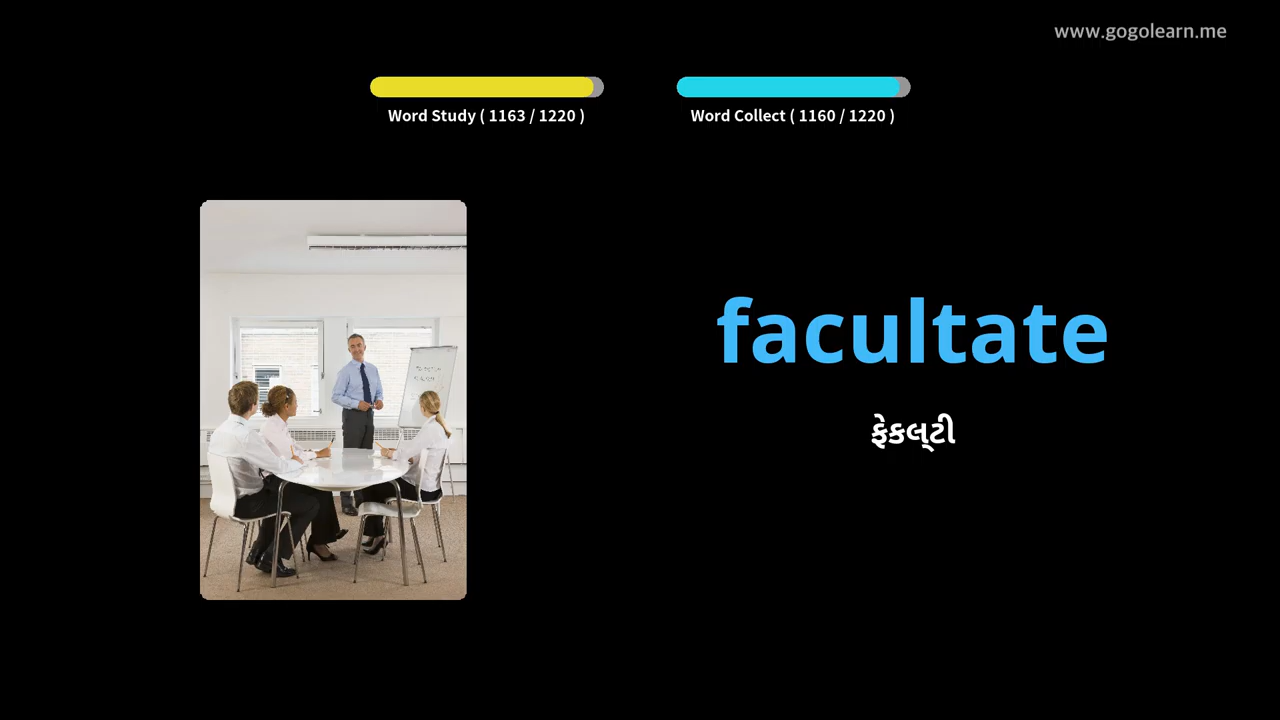 www.gogolearn.me
Word Study ( 1163 / 1220 )
Word Collect ( 1160 / 1220 )
facultate
ફેકલ્ટી